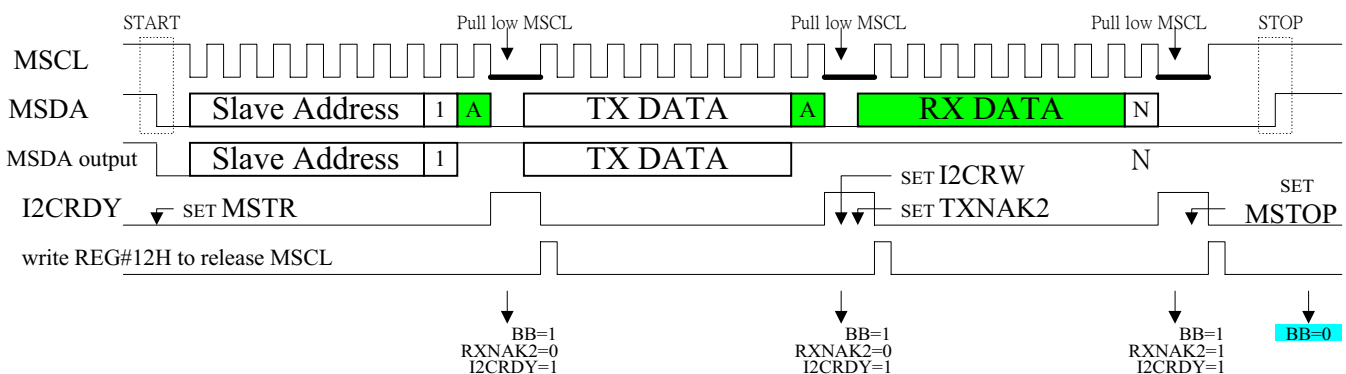 START Pull low MSCL Pull low MSCL Pull low MSCL STOP
MSCL
MSDA Slave Address 1 A TX DATA A RX DATA N
MSDA output Slave Address 1 TX DATA N
SET I2CRW SET
I2CRDY SET MSTR SET TXNAK2 MSTOP
write REG#12H to release MSCL
BB=1 BB=1 BB=1 BB=0
RXNAK2=0 RXNAK2=0 RXNAK2=1
I2CRDY=1 I2CRDY=1 I2CRDY=1